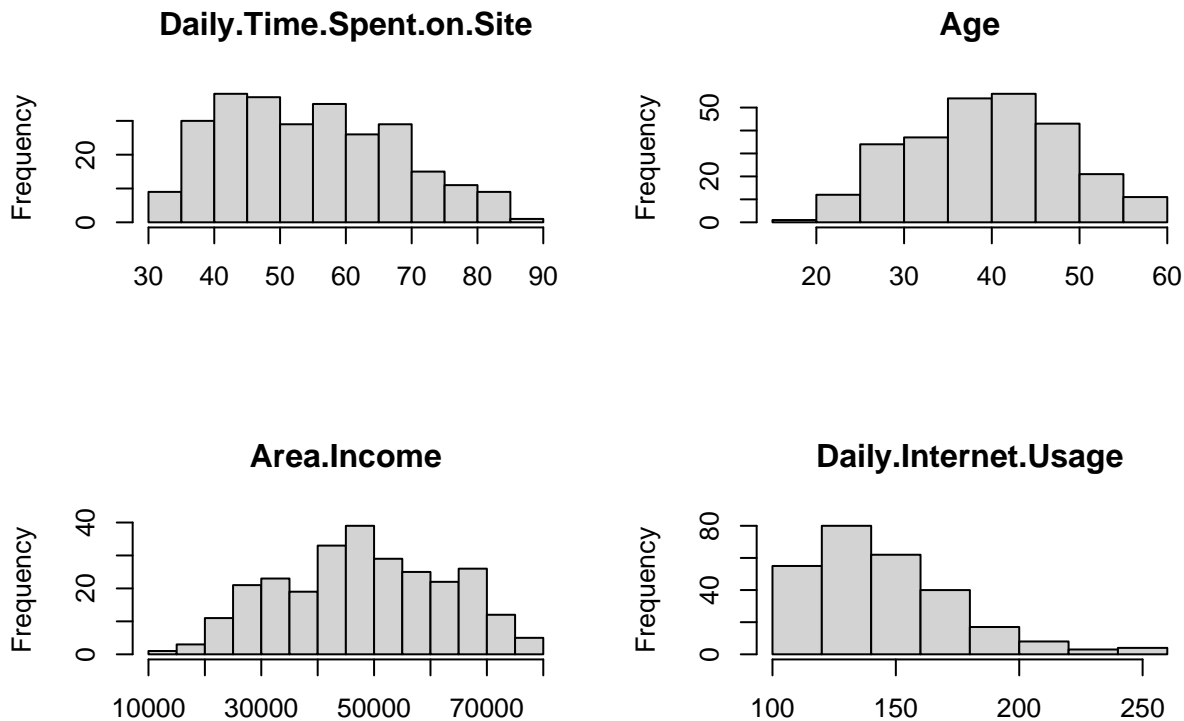 Daily.Time.Spent.on.Site
Frequency
0 20
30 40 50 60 70 80 90
Age
Frequency
0 20 50
20 30 40 50 60
Area.Income
Frequency
0 20 40
10000 30000 50000 70000
Daily.Internet.Usage
Frequency
0 40 80
100 150 200 250